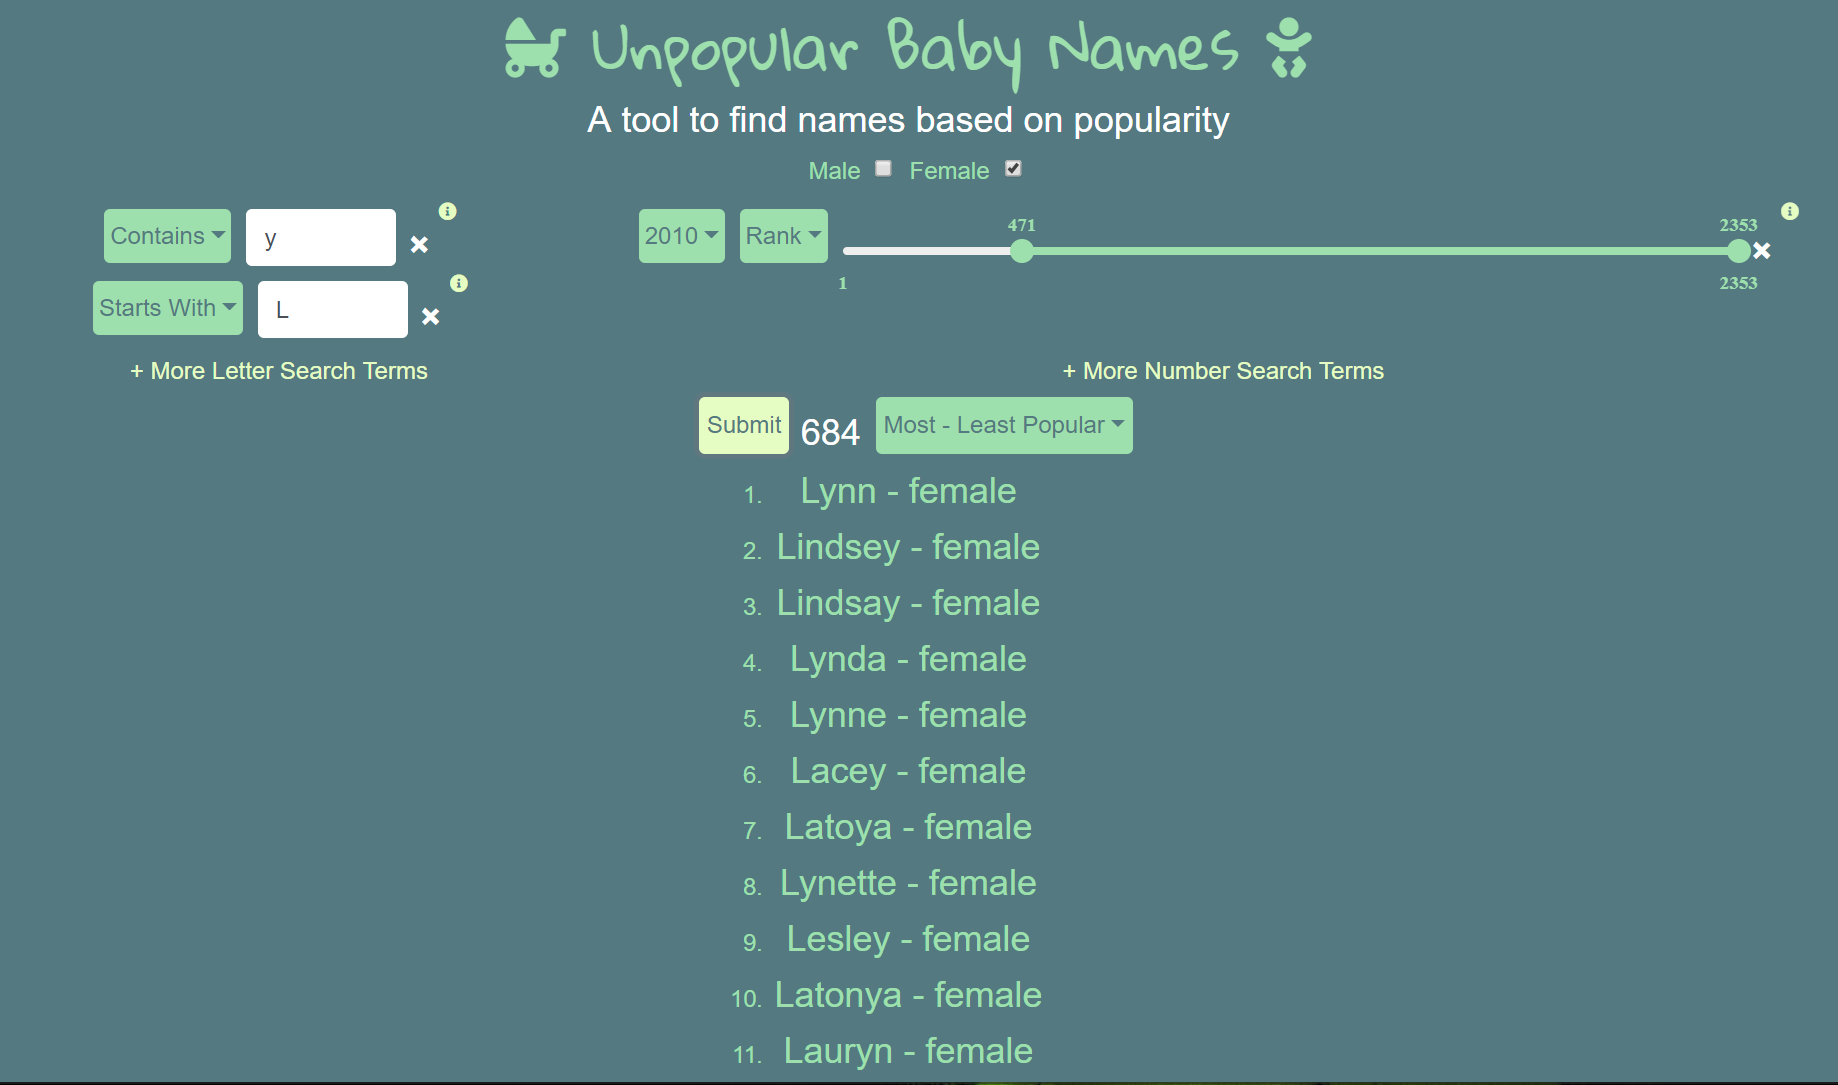 Unpopular Baby Names
A tool to find names based on popularity
Male Female
Contains y
Starts With L
+ More Letter Search Terms
2010 Rank 471 2353
1 2353
+ More Number Search Terms
Submit 684 Most - Least Popular
1. Lynn - female
2. Lindsey - female
3. Lindsay - female
4. Lynda - female
5. Lynne - female
6. Lacey - female
7. Latoya - female
8. Lynette - female
9. Lesley - female
10. Latonya - female
11. Lauryn - female